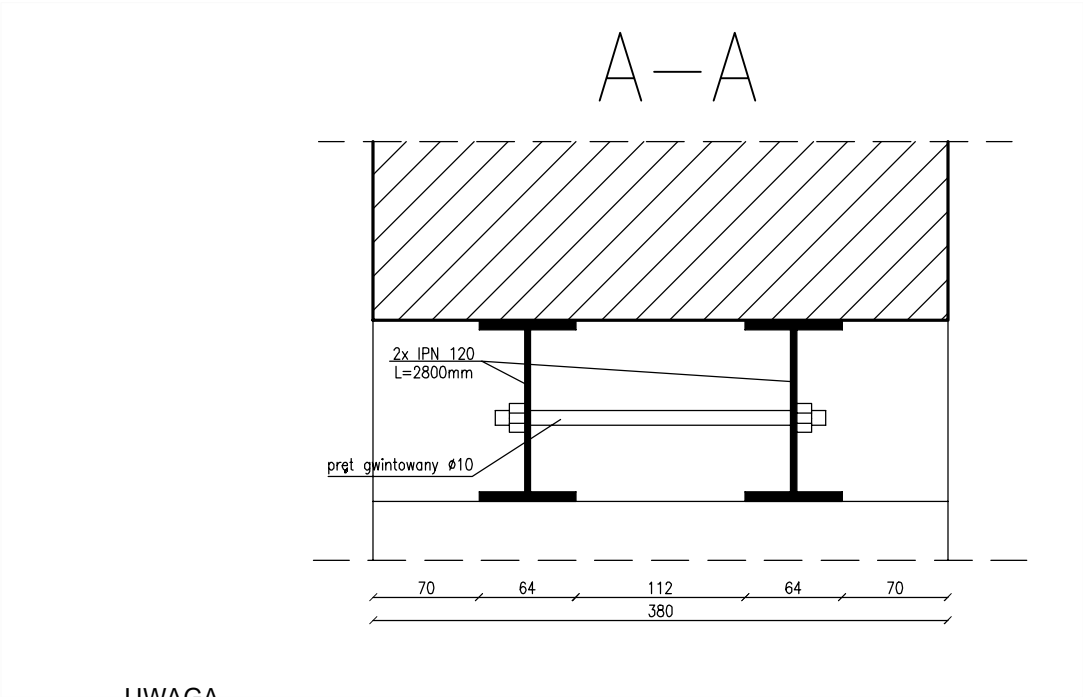 A—A
2x IPN 120
L=2800mm
pręt gwintowany ø10
70 64 112 64 70
380
UWAGA